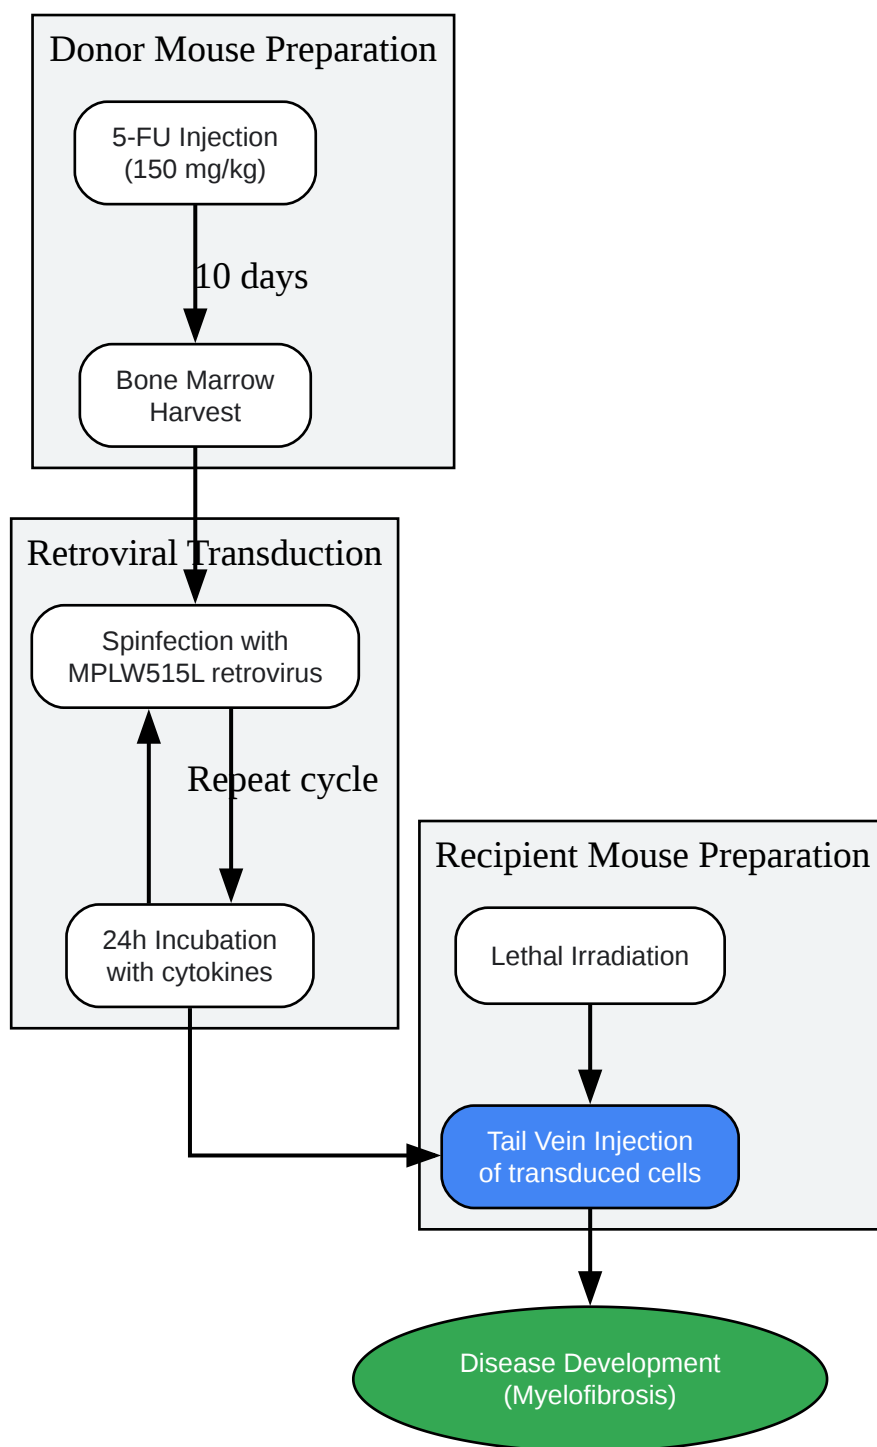 Donor Mouse Preparation
5-FU Injection
(150 mg/kg)
10 days
Bone Marrow
Harvest
Retroviral Transduction
Spinfection with
MPLW515L retrovirus
Repeat cycle
24h Incubation
with cytokines
Recipient Mouse Preparation
Lethal Irradiation
Tail Vein Injection
of transduced cells
Disease Development
(Myelofibrosis)